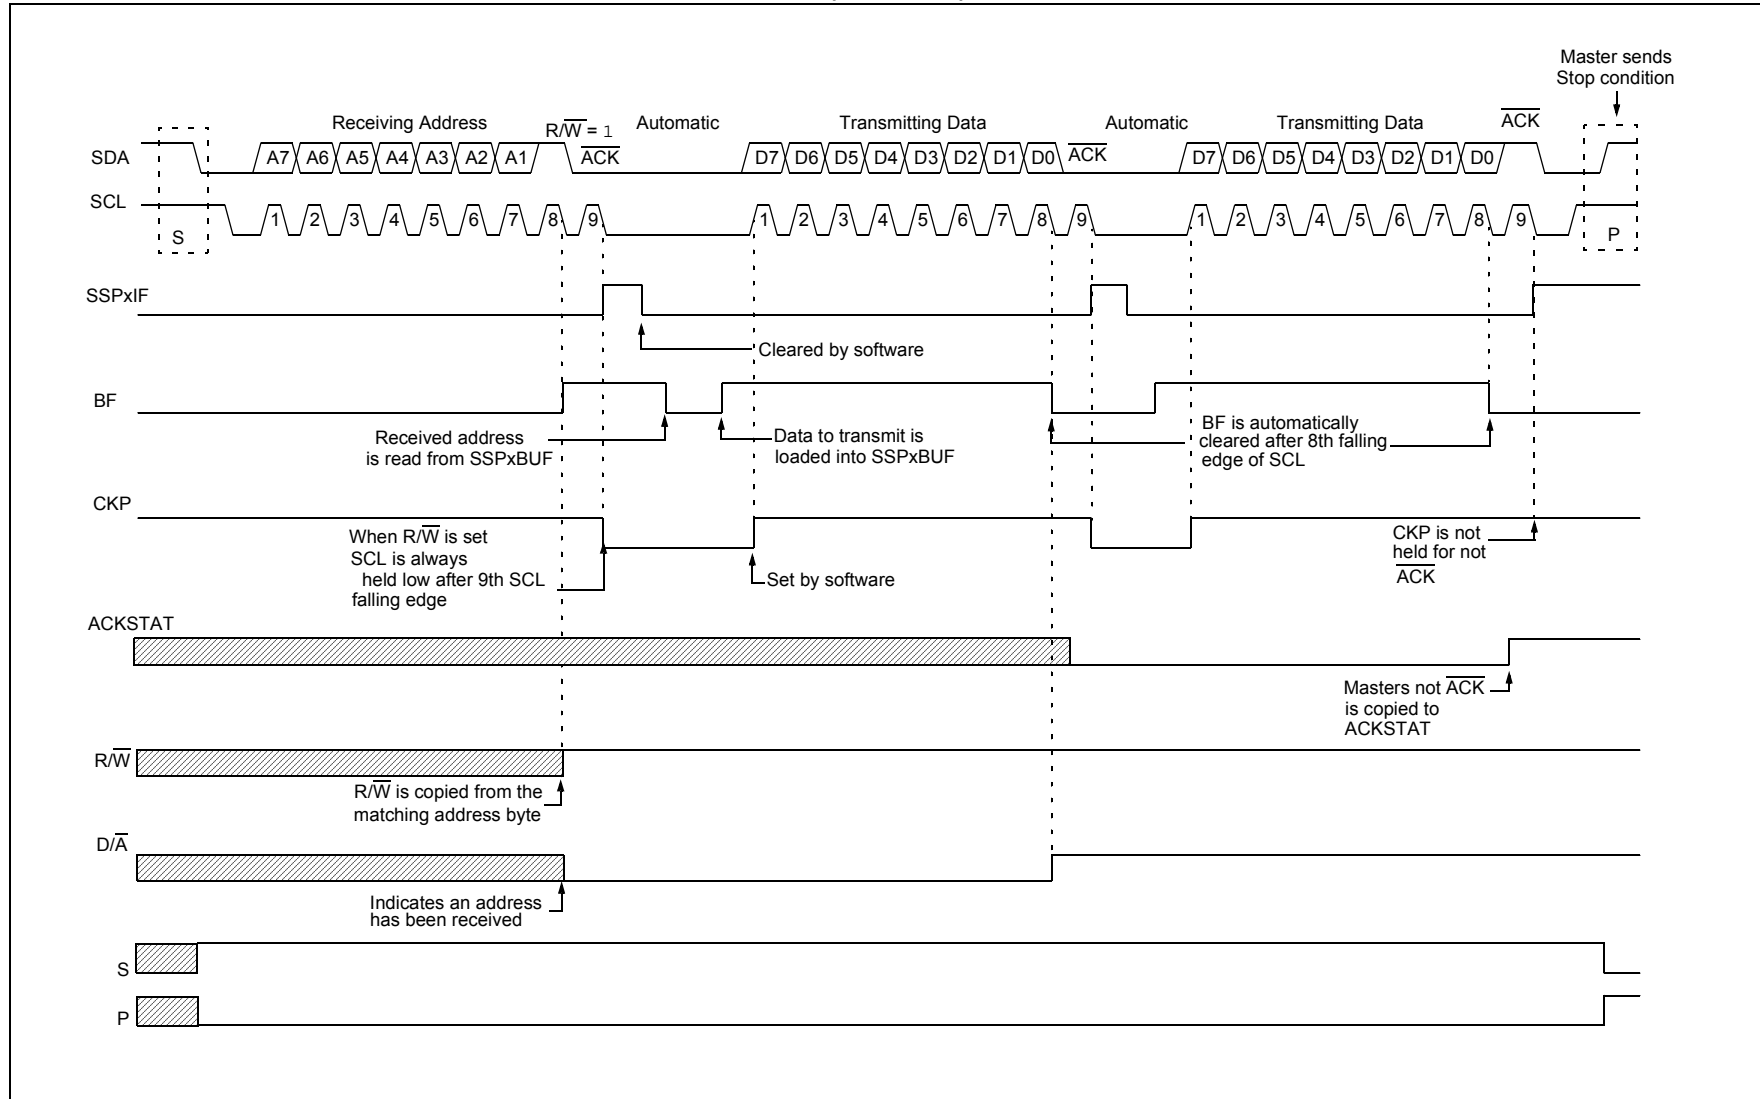 Master sends
Stop condition
Receiving Address
R/W̅ = 1
Automatic
Transmitting Data
Automatic
Transmitting Data
A̅C̅K̅
SDA
A7 A6 A5 A4 A3 A2 A1
A̅C̅K̅
D7 D6 D5 D4 D3 D2 D1 D0
A̅C̅K̅
D7 D6 D5 D4 D3 D2 D1 D0
SCL
S
1 2 3 4 5 6 7 8 9
1 2 3 4 5 6 7 8 9
1 2 3 4 5 6 7 8 9
P
SSPxIF
Cleared by software
BF
Received address
is read from SSPxBUF
Data to transmit is
loaded into SSPxBUF
BF is automatically
cleared after 8th falling
edge of SCL
CKP
When R/W̅ is set
SCL is always
held low after 9th SCL
falling edge
Set by software
CKP is not
held for not
A̅C̅K̅
ACKSTAT
Masters not A̅C̅K̅
is copied to
ACKSTAT
R/W̅
R/W̅ is copied from the
matching address byte
D/A̅
Indicates an address
has been received
S
P